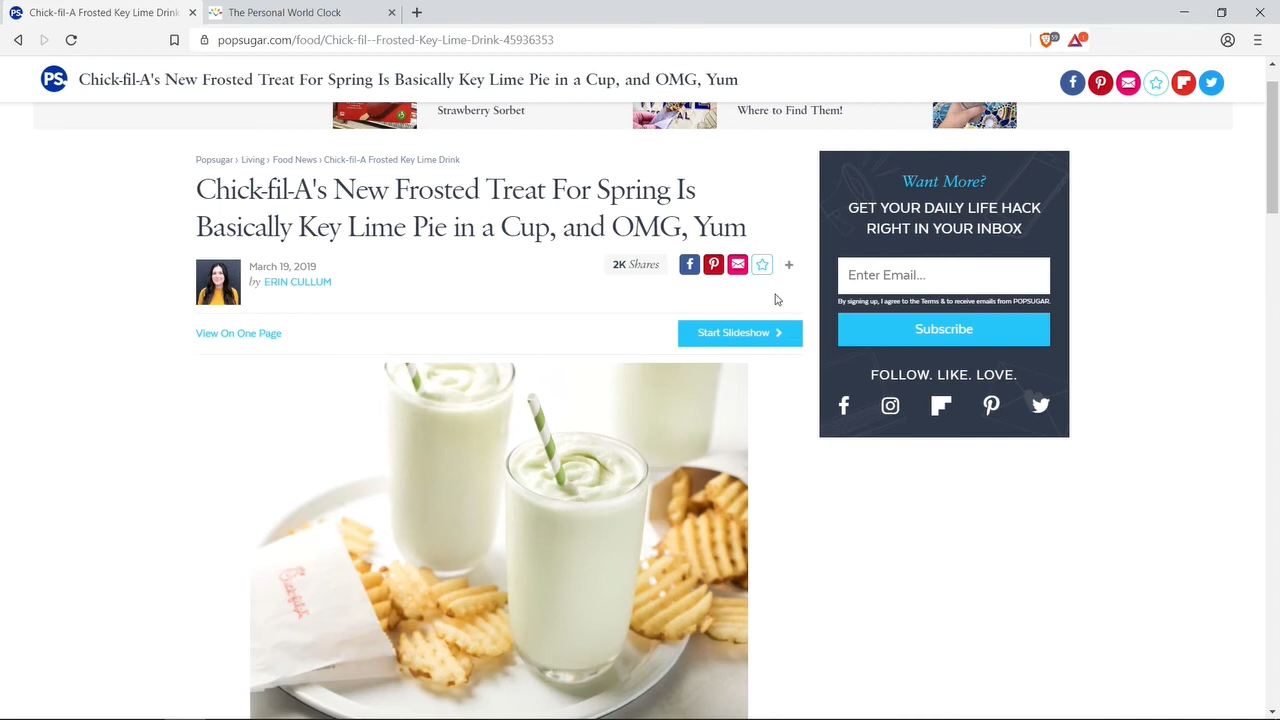 Chick-fil-A Frosted Key Lime Drink
The Personal World Clock
popsugar.com/food/Chick-fil--Frosted-Key-Lime-Drink-45936353
59
1
PS.
Chick-fil-A's New Frosted Treat For Spring Is Basically Key Lime Pie in a Cup, and OMG, Yum
Strawberry Sorbet
Where to Find Them!
Popsugar › Living › Food News › Chick-fil-A Frosted Key Lime Drink
Chick-fil-A's New Frosted Treat For Spring Is
Basically Key Lime Pie in a Cup, and OMG, Yum
March 19, 2019
by ERIN CULLUM
2K Shares
View On One Page
Start Slideshow
Want More?
GET YOUR DAILY LIFE HACK
RIGHT IN YOUR INBOX
Enter Email...
By signing up, I agree to the Terms & to receive emails from POPSUGAR.
Subscribe
FOLLOW. LIKE. LOVE.